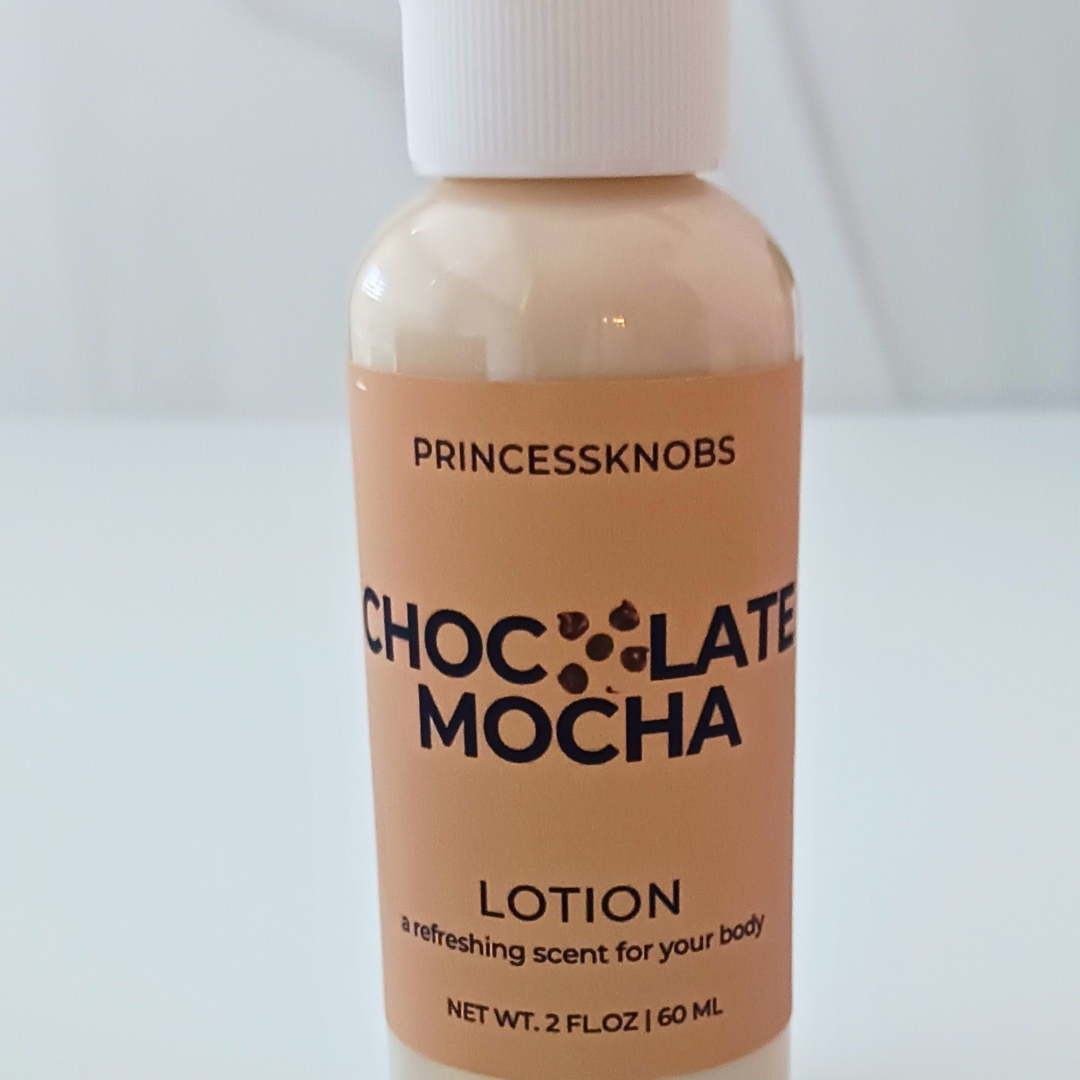 PRINCESSKNOBS
CHOCOLATE
MOCHA
LOTION
a refreshing scent for your body
NET WT. 2 FL.OZ | 60 ML